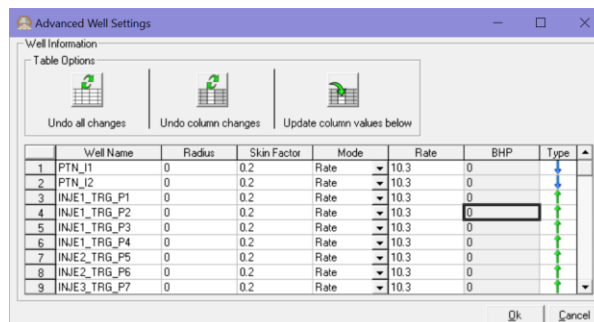 Advanced Well Settings
Well Information
Table Options
Undo all changes Undo column changes Update column values below
Well Name Radius Skin Factor Mode Rate BHP Type
1 PTN_I1 0 0.2 Rate 10.3 0
2 PTN_I2 0 0.2 Rate 10.3 0
3 INJE1_TRG_P1 0 0.2 Rate 10.3 0
4 INJE1_TRG_P2 0 0.2 Rate 10.3 0
5 INJE1_TRG_P3 0 0.2 Rate 10.3 0
6 INJE1_TRG_P4 0 0.2 Rate 10.3 0
7 INJE2_TRG_P5 0 0.2 Rate 10.3 0
8 INJE2_TRG_P6 0 0.2 Rate 10.3 0
9 INJE3_TRG_P7 0 0.2 Rate 10.3 0
Ok Cancel